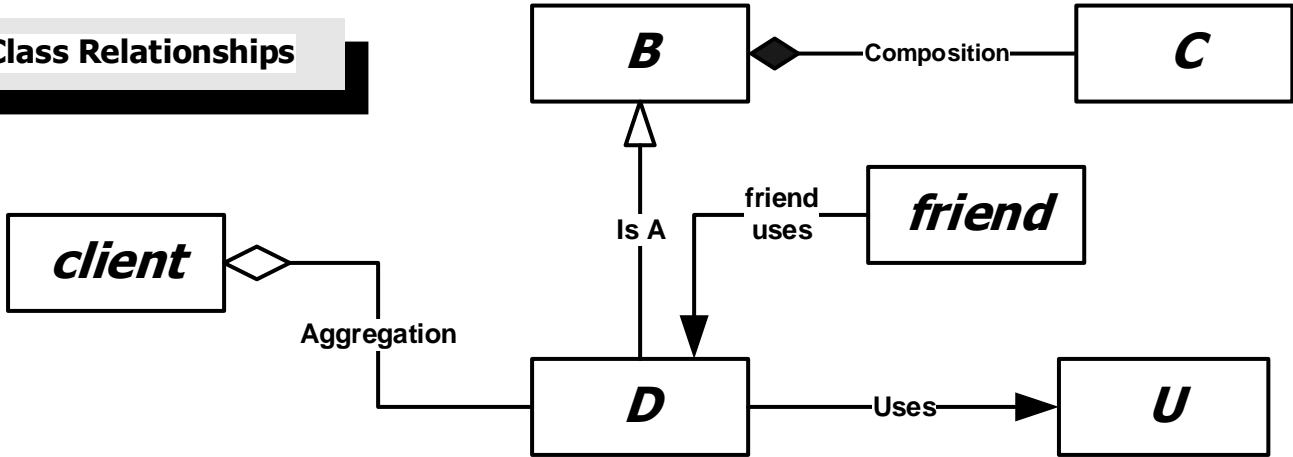 Class Relationships
B
Composition
C
friend
uses
friend
Is A
client
Aggregation
D
Uses
U